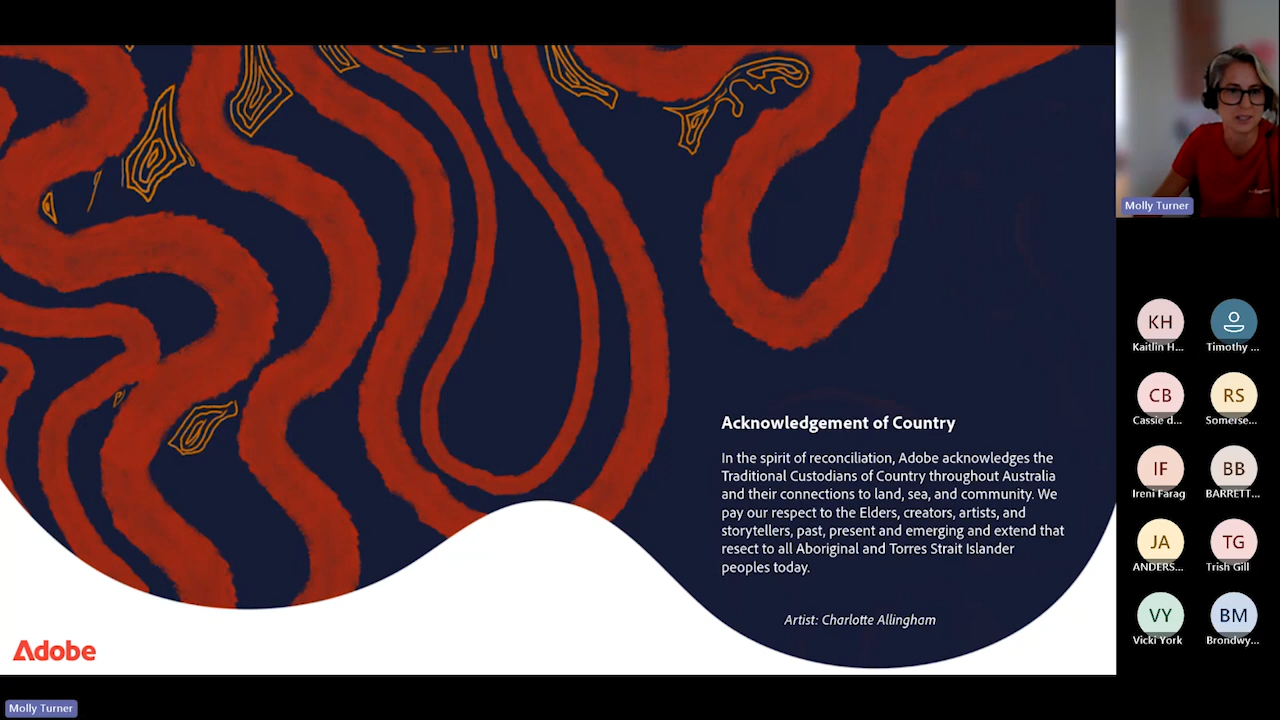 Acknowledgement of Country
In the spirit of reconciliation, Adobe acknowledges the
Traditional Custodians of Country throughout Australia
and their connections to land, sea, and community. We
pay our respect to the Elders, creators, artists, and
storytellers, past, present and emerging and extend that
resect to all Aboriginal and Torres Strait Islander
peoples today.
Artist: Charlotte Allingham
Adobe
Molly Turner
Molly Turner
KH
Kaitlin H...
Timothy ...
CB
Cassie d...
RS
Somerse...
IF
Ireni Farag
BB
BARRETT...
JA
ANDERS...
TG
Trish Gill
VY
Vicki York
BM
Brondwy...